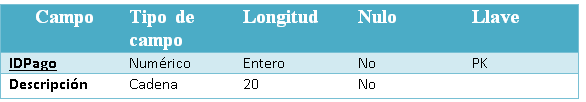 Campo Tipo de campo Longitud Nulo Llave
IDPago Numérico Entero No PK
Descripción Cadena 20 No